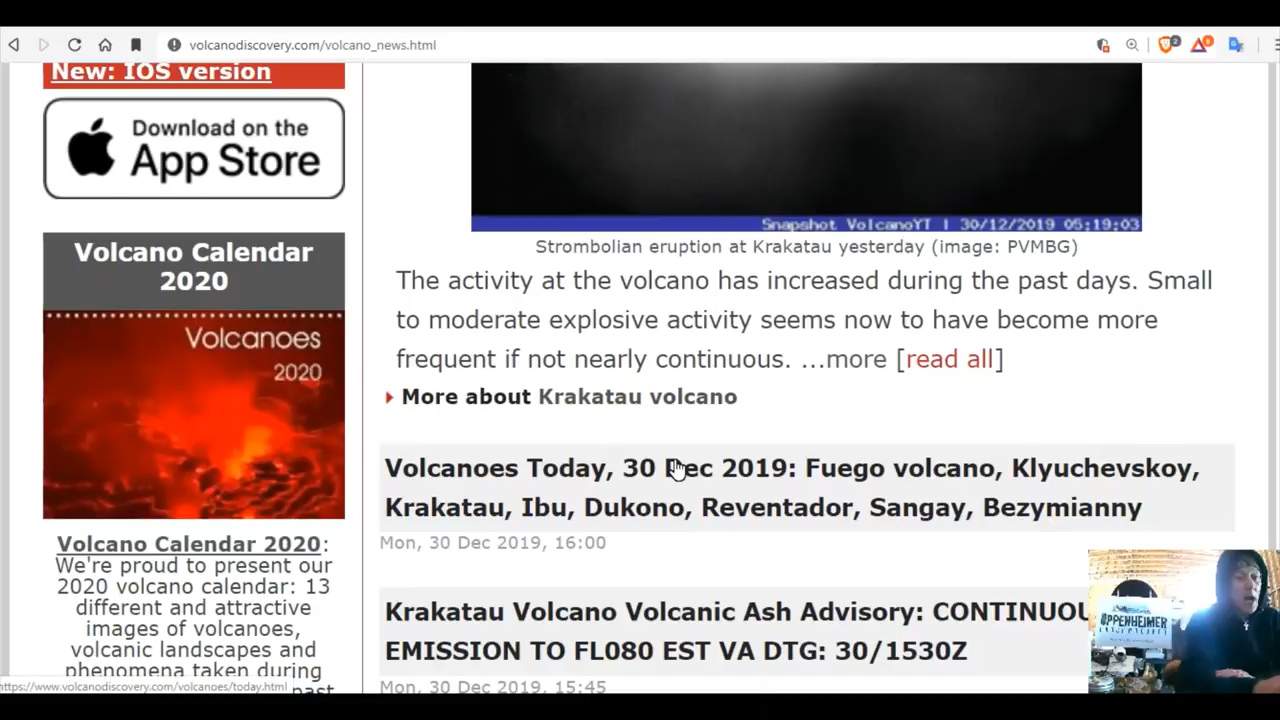 volcanodiscovery.com/volcano_news.html
2
6
New: IOS version
Download on the
App Store
Volcano Calendar
2020
Volcanoes
2020
Volcano Calendar 2020:
We're proud to present our
2020 volcano calendar: 13
different and attractive
images of volcanoes,
volcanic landscapes and
phenomena taken during
past
https://www.volcanodiscovery.com/volcanoes/today.html
Snapshot VolcanoYT | 30/12/2019 05:19:03
Strombolian eruption at Krakatau yesterday (image: PVMBG)
The activity at the volcano has increased during the past days. Small
to moderate explosive activity seems now to have become more
frequent if not nearly continuous. ...more [read all]
More about Krakatau volcano
Volcanoes Today, 30 Dec 2019: Fuego volcano, Klyuchevskoy,
Krakatau, Ibu, Dukono, Reventador, Sangay, Bezymianny
Mon, 30 Dec 2019, 16:00
Krakatau Volcano Volcanic Ash Advisory: CONTINUOU
EMISSION TO FL080 EST VA DTG: 30/1530Z
Mon, 30 Dec 2019, 15:45
OPPENHEIMER